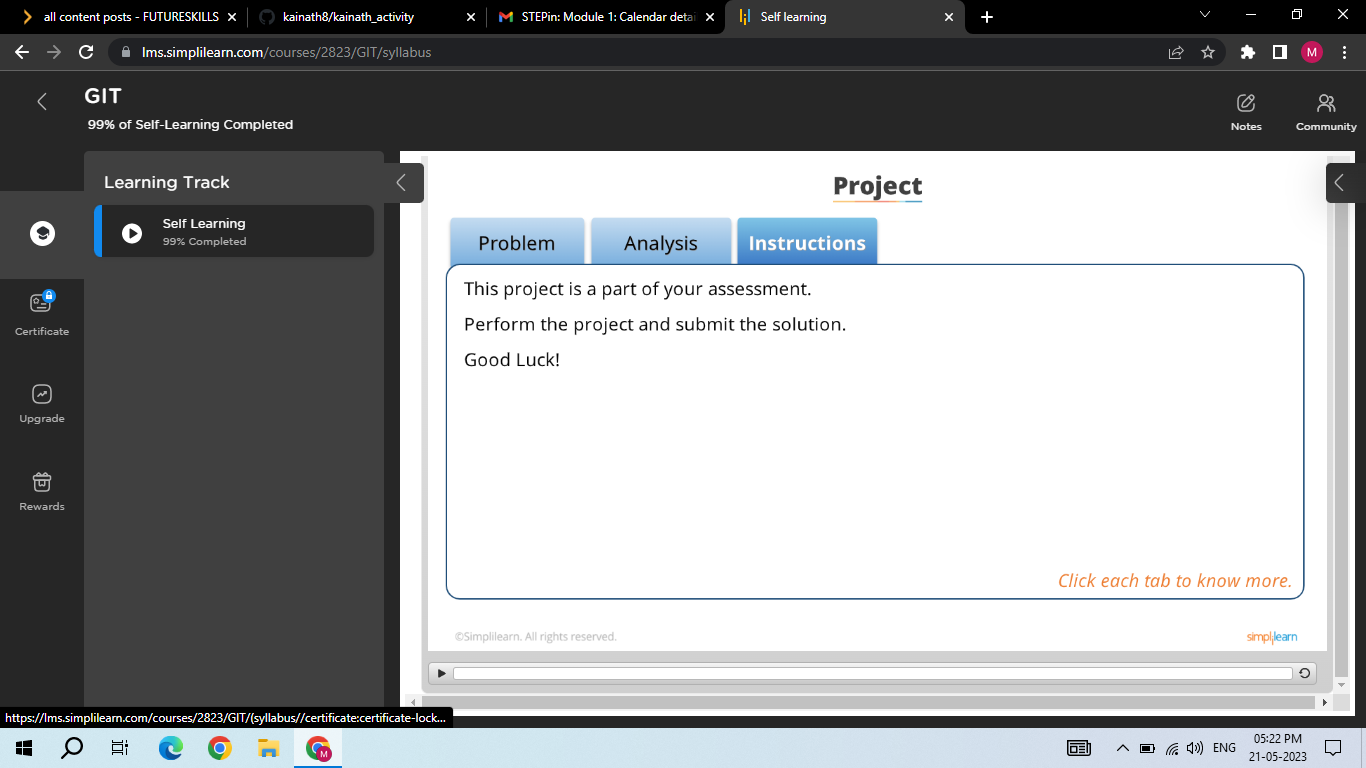 all content posts - FUTURESKILLS
kainath8/kainath_activity
STEPin: Module 1: Calendar detai
Self learning
lms.simplilearn.com/courses/2823/GIT/syllabus
M
GIT
99% of Self-Learning Completed
Notes
Community
Learning Track
Self Learning
99% Completed
Certificate
Upgrade
Rewards
Project
Problem
Analysis
Instructions
This project is a part of your assessment.
Perform the project and submit the solution.
Good Luck!
Click each tab to know more.
©Simplilearn. All rights reserved.
simplilearn
https://lms.simplilearn.com/courses/2823/GIT/(syllabus//certificate:certificate-lock...
M
ENG
05:22 PM
21-05-2023